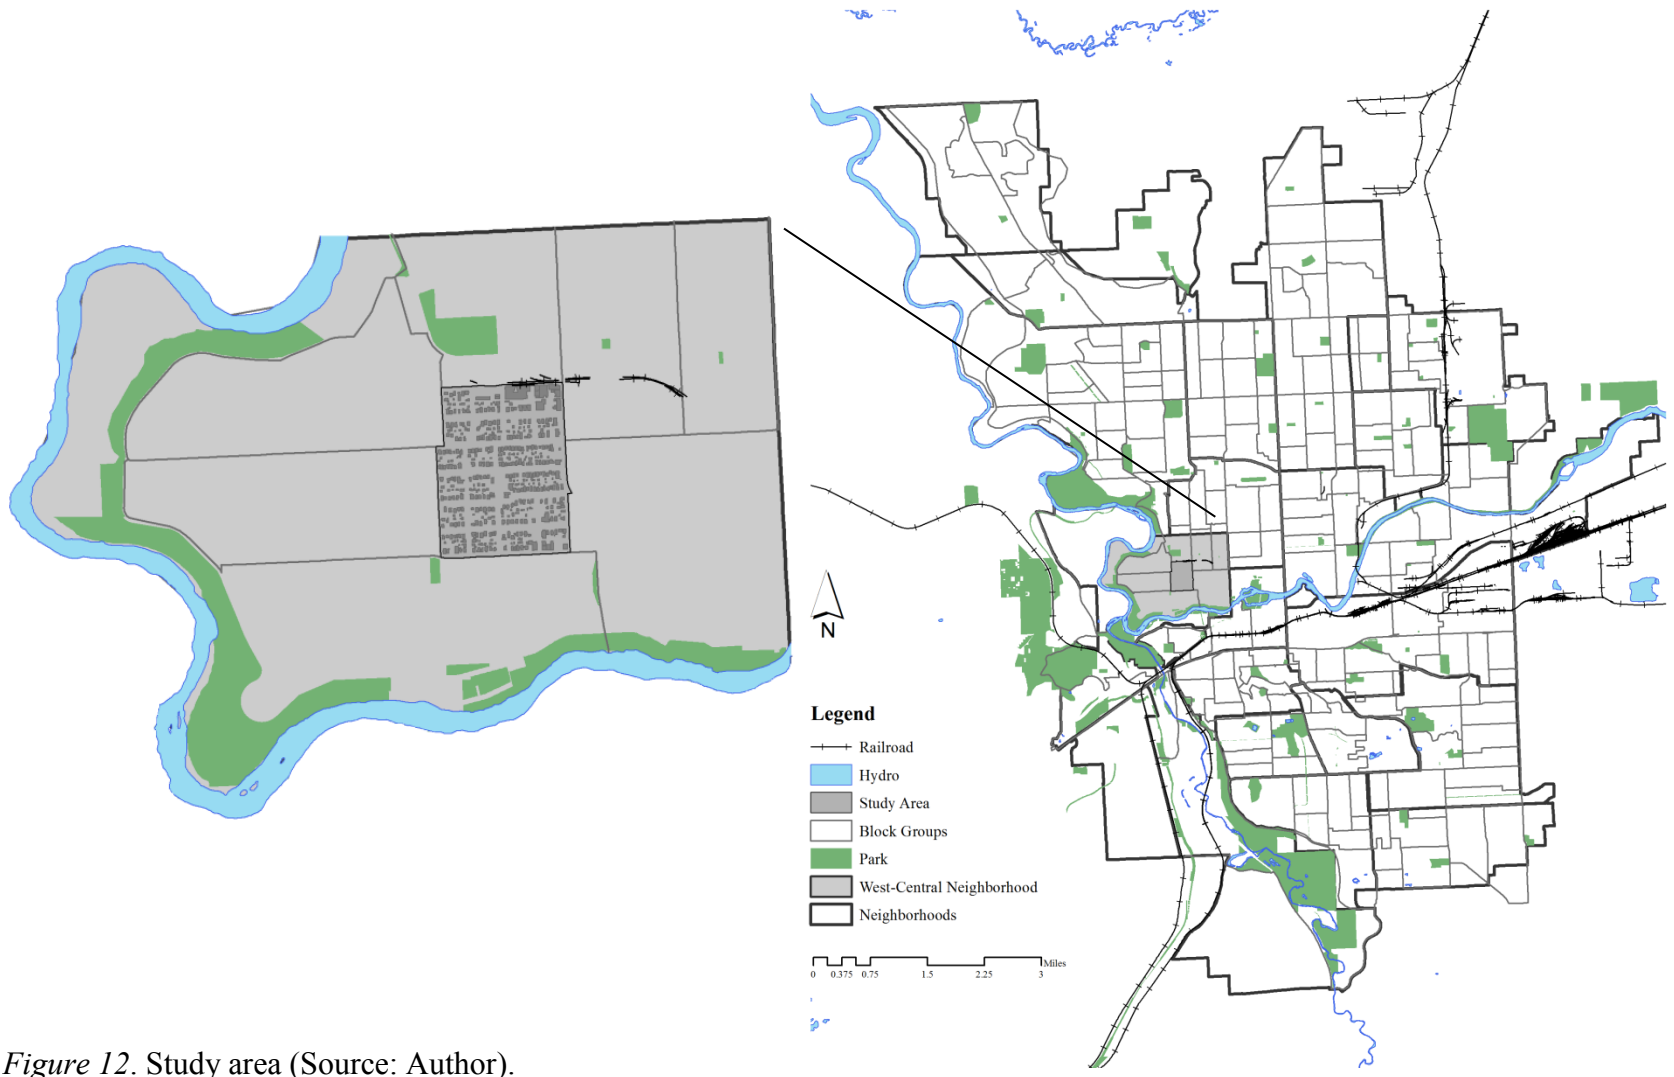 N
Legend
Railroad
Hydro
Study Area
Block Groups
Park
West-Central Neighborhood
Neighborhoods
Miles
0 0.375 0.75 1.5 2.25 3
Figure 12. Study area (Source: Author).